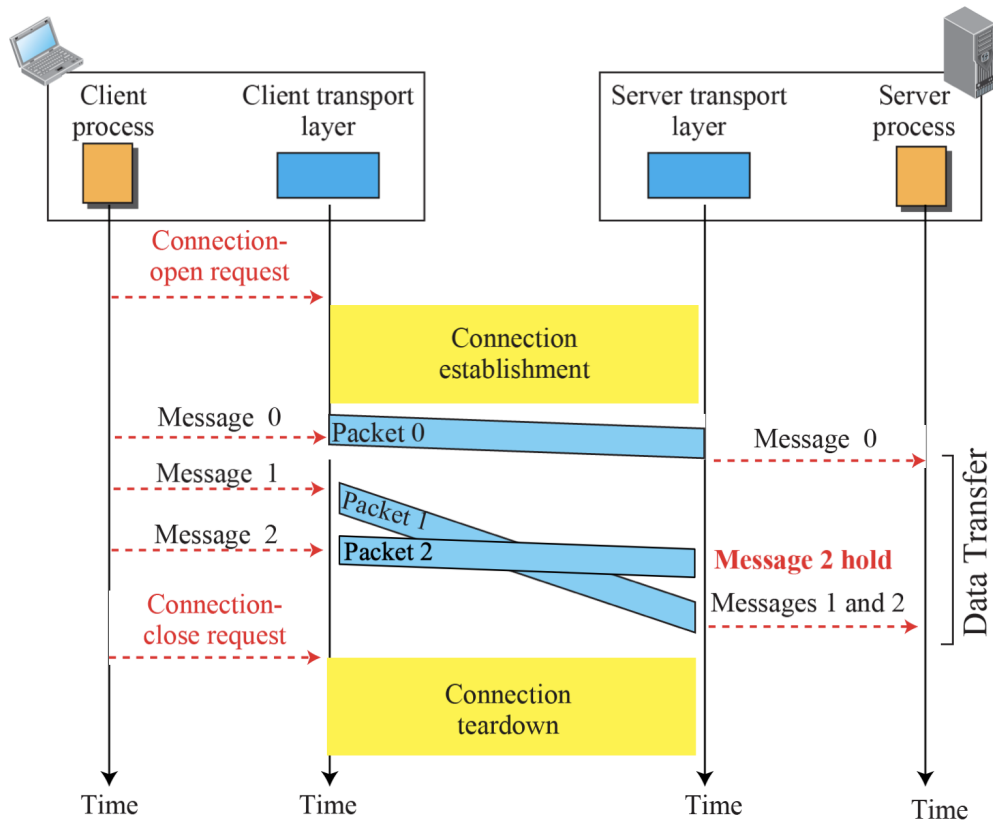 Client
process
Client transport
layer
Server transport
layer
Server
process
Connection-
open request
Connection
establishment
Message 0
Packet 0
Message 0
Message 1
Packet 1
Message 2
Packet 2
Message 2 hold
Messages 1 and 2
Data Transfer
Connection-
close request
Connection
teardown
Time
Time
Time
Time